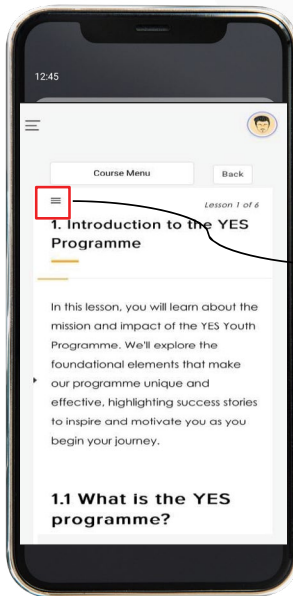 12:45
Course Menu
Back
Lesson 1 of 6
1. Introduction to the YES
Programme
In this lesson, you will learn about the
mission and impact of the YES Youth
Programme. We'll explore the
foundational elements that make
our programme unique and
effective, highlighting success stories
to inspire and motivate you as you
begin your journey.
1.1 What is the YES
programme?